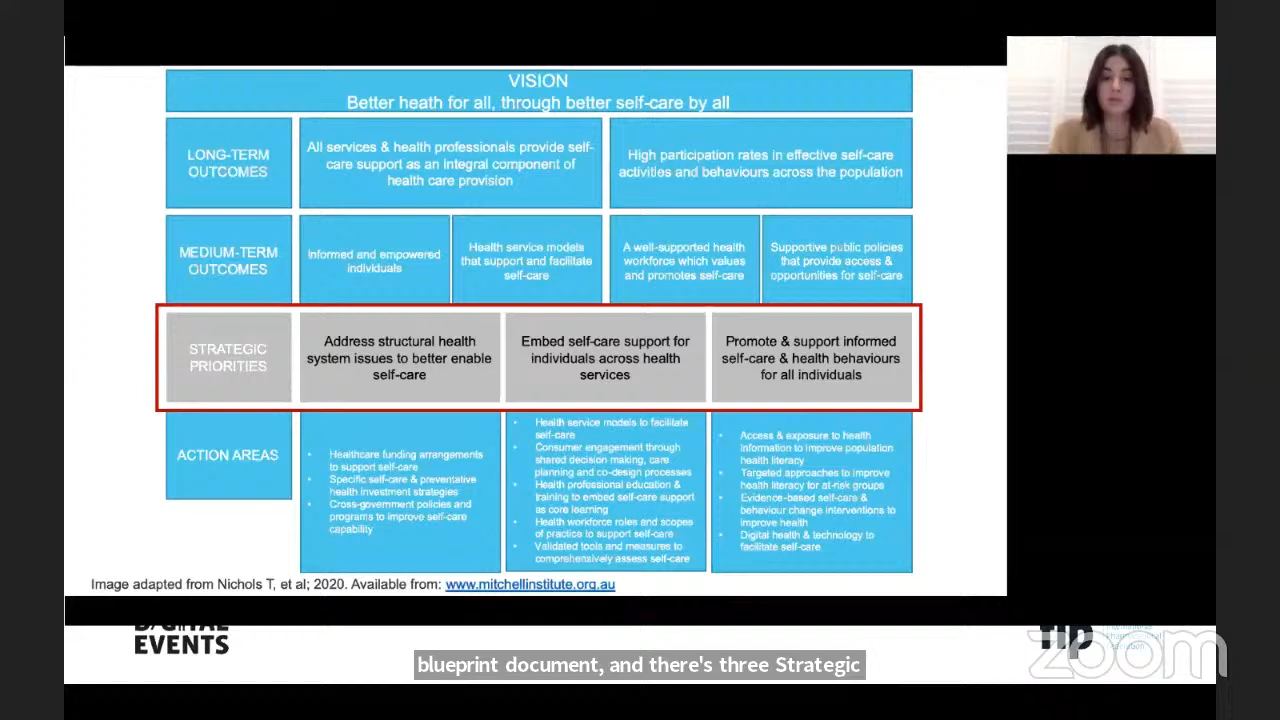 VISION
Better heath for all, through better self-care by all
LONG-TERM
OUTCOMES
All services & health professionals provide self-
care support as an integral component of
health care provision
High participation rates in effective self-care
activities and behaviours across the population
MEDIUM-TERM
OUTCOMES
Informed and empowered
individuals
Health service models
that support and facilitate
self-care
A well-supported health
workforce which values
and promotes self-care
Supportive public policies
that provide access &
opportunities for self-care
STRATEGIC
PRIORITIES
Address structural health
system issues to better enable
self-care
Embed self-care support for
individuals across health
services
Promote & support informed
self-care & health behaviours
for all individuals
ACTION AREAS
• Healthcare funding arrangements
to support self-care
• Specific self-care & preventative
health investment strategies
• Cross-government policies and
programs to improve self-care
capability
• Health service models to facilitate
self-care
• Consumer engagement through
shared decision making, care
planning and co-design processes
• Health professional education &
training to embed self-care support
as core learning
• Health workforce roles and scopes
of practice to support self-care
• Validated tools and measures to
comprehensively assess self-care
• Access & exposure to health
information to improve population
health literacy
• Targeted approaches to improve
health literacy for at-risk groups
• Evidence-based self-care &
behaviour change interventions to
improve health
• Digital health & technology to
facilitate self-care
Image adapted from Nichols T, et al; 2020. Available from: www.mitchellinstitute.org.au
DIGITAL
EVENTS
fip
zoom
blueprint document, and there's three Strategic